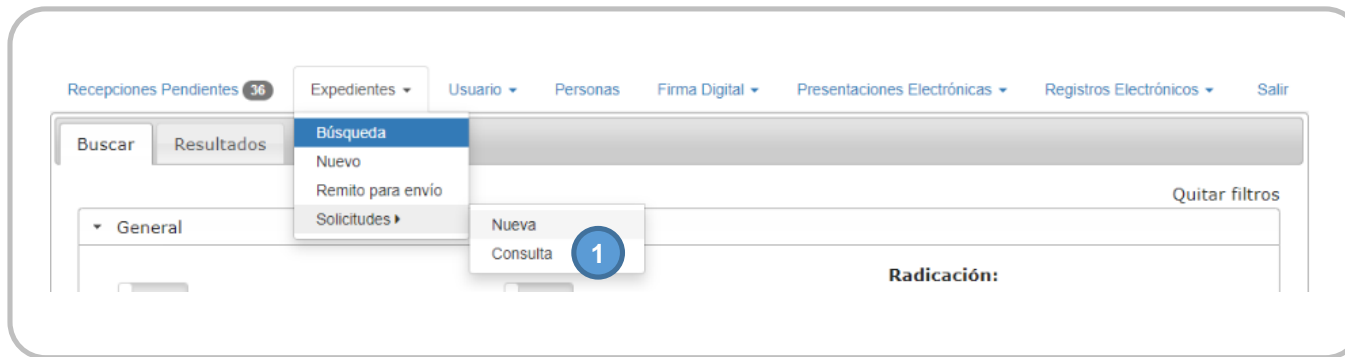 Recepciones Pendientes 36 Expedientes Usuario Personas Firma Digital Presentaciones Electrónicas Registros Electrónicos Salir
Buscar Resultados
Búsqueda
Nuevo
Remito para envío
Quitar filtros
Solicitudes
General
Nueva
Consulta 1
Radicación: